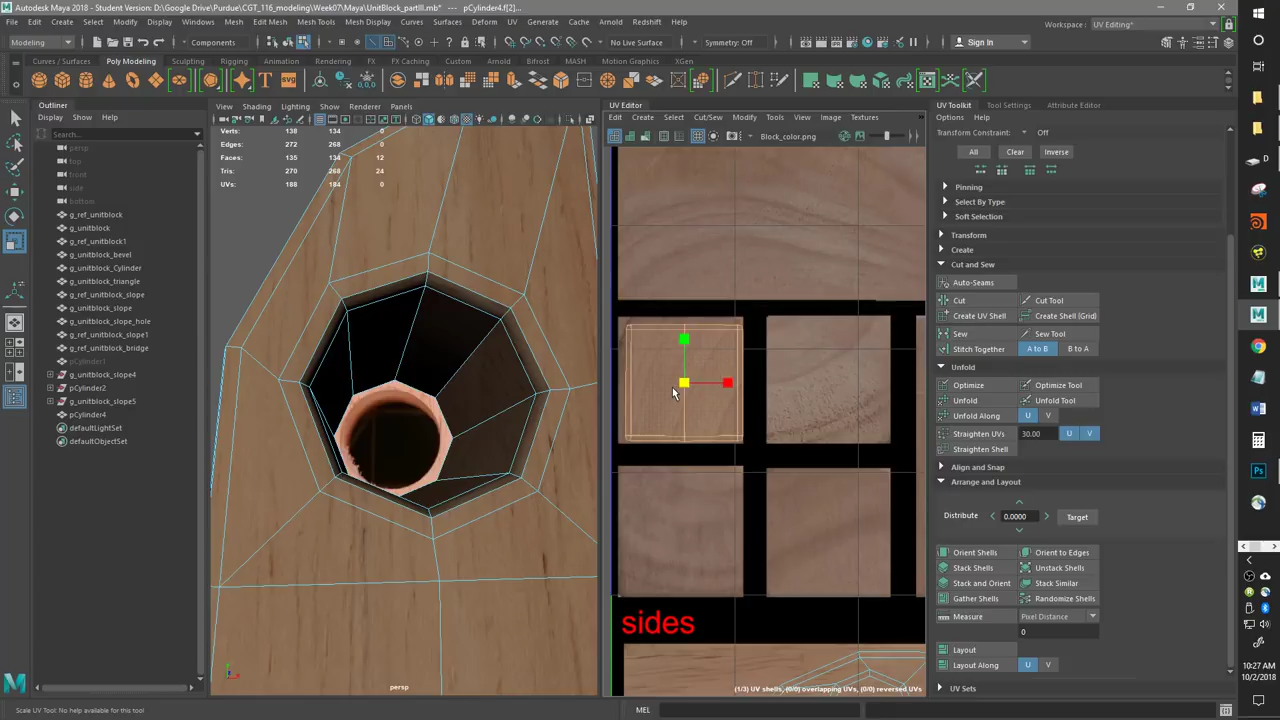 Autodesk Maya 2018 - Student Version: D:\Google Drive\Purdue\CGT_116_modeling\Week07\Maya\UnitBlock_partIII.mb* --- pCylinder4.f[2]...
File Edit Create Select Modify Display Windows Mesh Edit Mesh Mesh Tools Mesh Display Curves Surfaces Deform UV Generate Cache Arnold Redshift Help
Workspace : UV Editing*
Modeling Components No Live Surface Symmetry: Off Sign In
Curves / Surfaces Poly Modeling Sculpting Rigging Animation Rendering FX FX Caching Custom Arnold Bifrost MASH Motion Graphics XGen Redshift
Outliner
Display Show Help
Search...
persp
top
front
side
bottom
g_ref_unitblock
g_unitblock
g_ref_unitblock1
g_unitblock_bevel
g_unitblock_Cylinder
g_unitblock_triangle
g_ref_unitblock_slope
g_unitblock_slope
g_unitblock_slope_hole
g_ref_unitblock_slope1
g_ref_unitblock_bridge
pCylinder1
g_unitblock_slope4
pCylinder2
g_unitblock_slope5
pCylinder4
defaultLightSet
defaultObjectSet
View Shading Lighting Show Renderer Panels
Verts: 138 134 0
Edges: 272 268 0
Faces: 135 134 12
Tris: 270 268 24
UVs: 188 184 0
persp
UV Editor
Edit Create Select Cut/Sew Modify Tools View Image Textures
Block_color.png
sides
(1/3) UV shells, (0/0) overlapping UVs, (0/0) reversed UVs
UV Toolkit Tool Settings Attribute Editor
Options Help
Transform Constraint: Off
All Clear Inverse
Pinning
Select By Type
Soft Selection
Transform
Create
Cut and Sew
Auto-Seams
Cut Cut Tool
Create UV Shell Create Shell (Grid)
Sew Sew Tool
Stitch Together A to B B to A
Unfold
Optimize Optimize Tool
Unfold Unfold Tool
Unfold Along U V
Straighten UVs 30.00 U V
Straighten Shell
Align and Snap
Arrange and Layout
Distribute 0.0000 Target
Orient Shells Orient to Edges
Stack Shells Unstack Shells
Stack and Orient Stack Similar
Gather Shells Randomize Shells
Measure Pixel Distance
0
Layout
Layout Along U V
UV Sets
Scale UV Tool: No help available for this tool
MEL
10:27 AM
10/2/2018